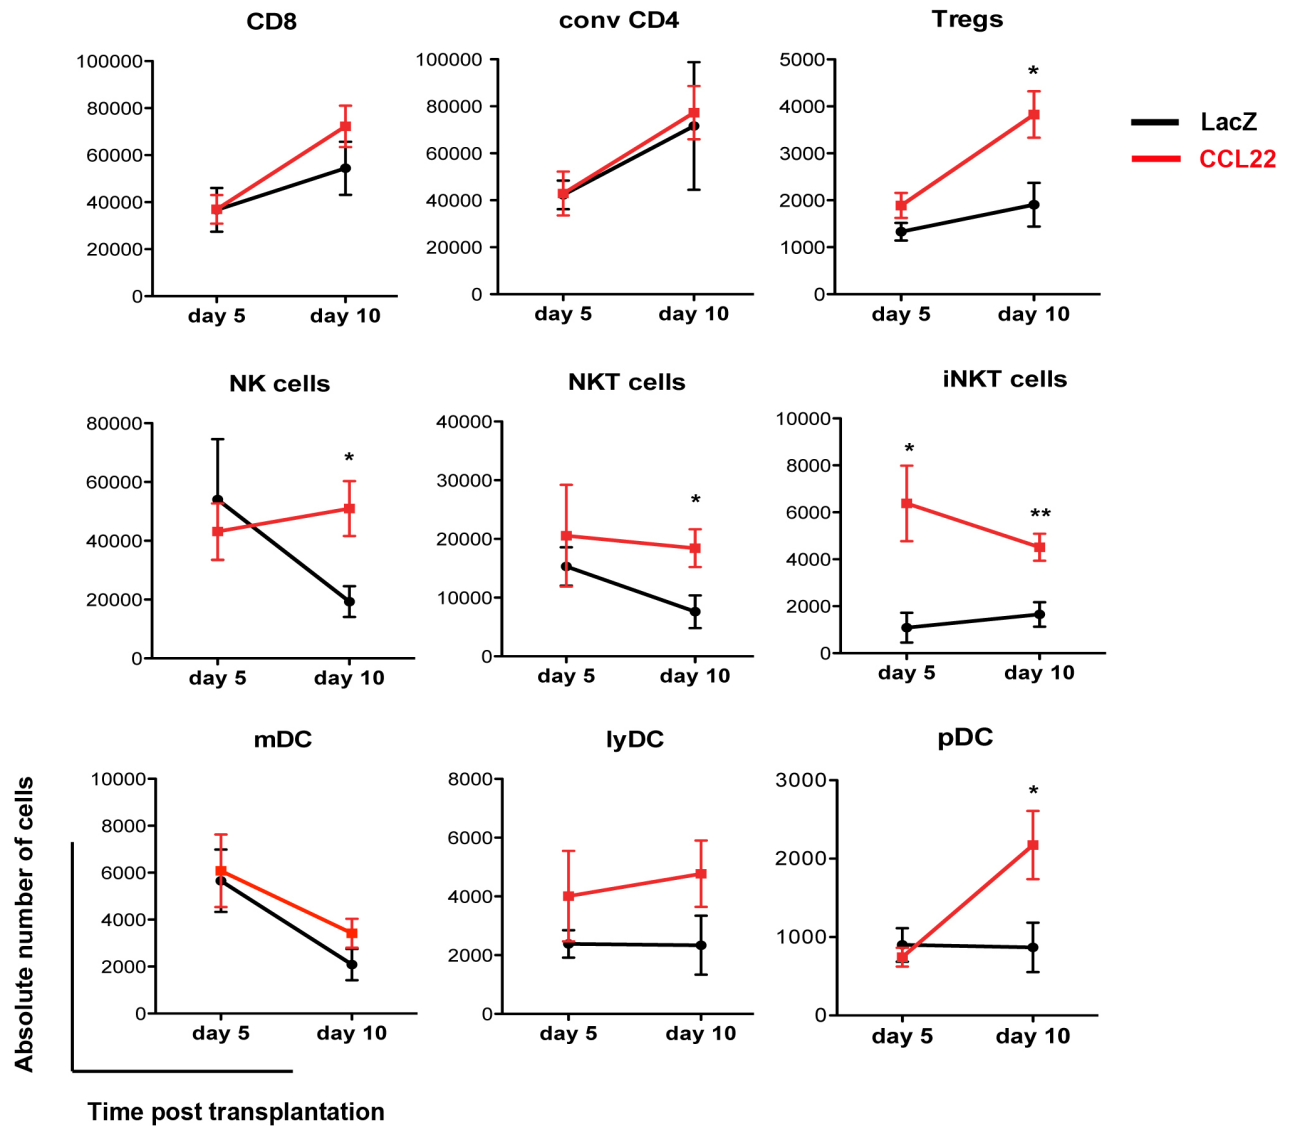 CD8
conv CD4
Tregs
100000
80000
60000
40000
20000
0
day 5
day 10
100000
80000
60000
40000
20000
0
day 5
day 10
5000
4000
3000
2000
1000
0
*
day 5
day 10
LacZ
CCL22
NK cells
NKT cells
iNKT cells
80000
60000
40000
20000
0
*
day 5
day 10
40000
30000
20000
10000
0
*
day 5
day 10
10000
8000
6000
4000
2000
0
*
**
day 5
day 10
mDC
lyDC
pDC
10000
8000
6000
4000
2000
0
day 5
day 10
8000
6000
4000
2000
0
day 5
day 10
3000
2000
1000
0
*
day 5
day 10
Absolute number of cells
Time post transplantation